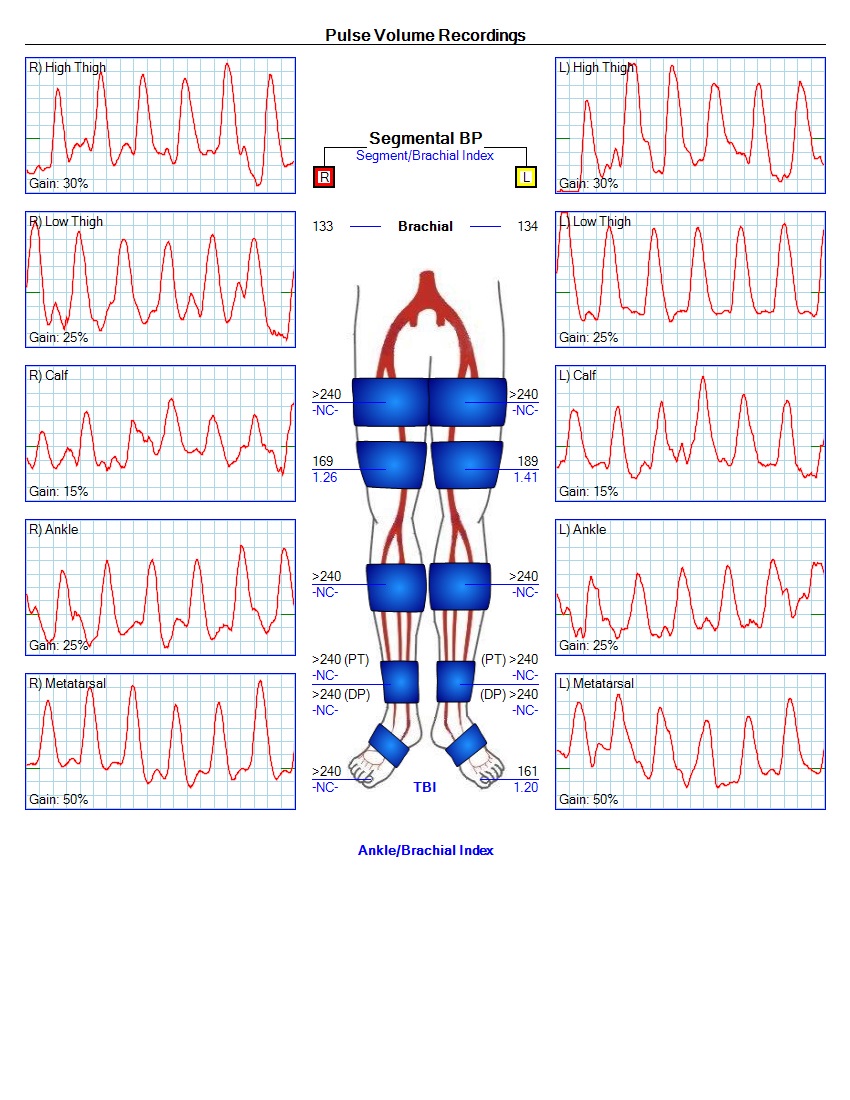 Pulse Volume Recordings
R) High Thigh
Gain: 30%
L) High Thigh
Gain: 30%
Segmental BP
Segment/Brachial Index
R
L
R) Low Thigh
Gain: 25%
133
Brachial
134
L) Low Thigh
Gain: 25%
R) Calf
Gain: 15%
>240
-NC-
>240
-NC-
169
1.26
189
1.41
L) Calf
Gain: 15%
R) Ankle
Gain: 25%
>240
-NC-
>240
-NC-
L) Ankle
Gain: 25%
>240 (PT)
-NC-
>240 (DP)
-NC-
(PT) >240
-NC-
(DP) >240
-NC-
R) Metatarsal
Gain: 50%
L) Metatarsal
Gain: 50%
>240
-NC-
TBI
161
1.20
Ankle/Brachial Index